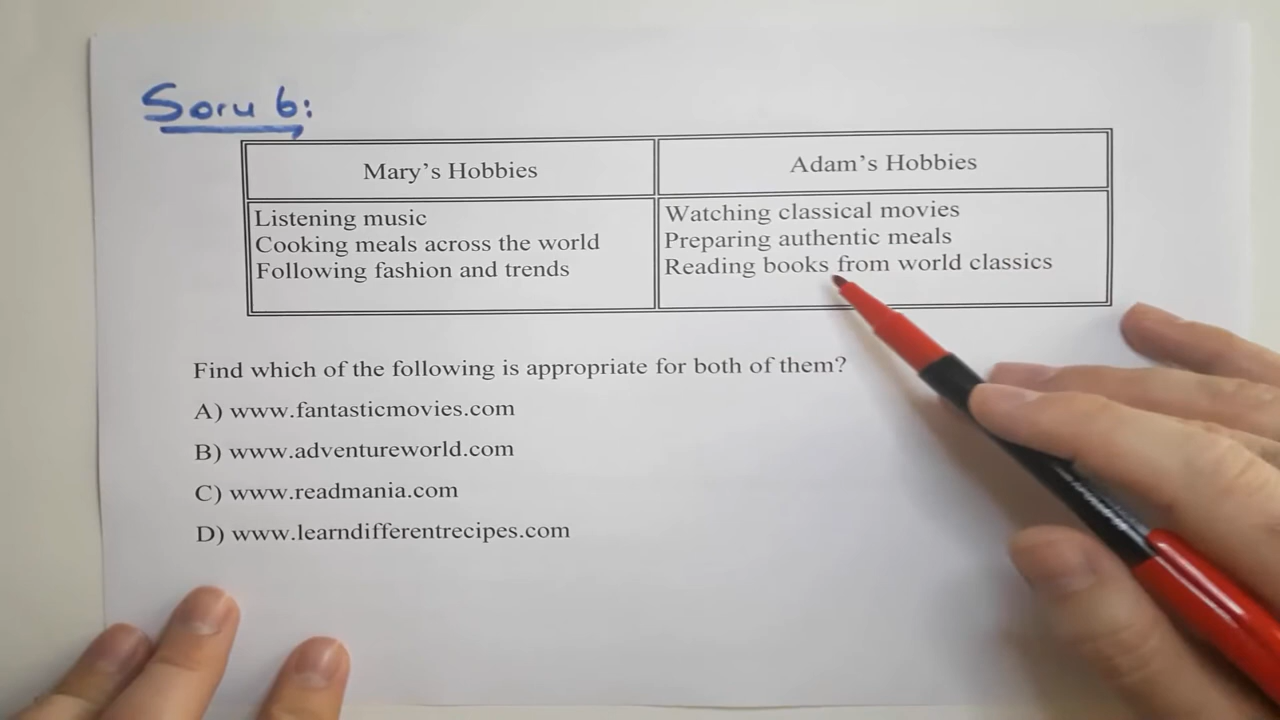 Soru 6:
Mary's Hobbies
Adam's Hobbies
Listening music
Cooking meals across the world
Following fashion and trends
Watching classical movies
Preparing authentic meals
Reading books from world classics
Find which of the following is appropriate for both of them?
A) www.fantasticmovies.com
B) www.adventureworld.com
C) www.readmania.com
D) www.learndifferentrecipes.com